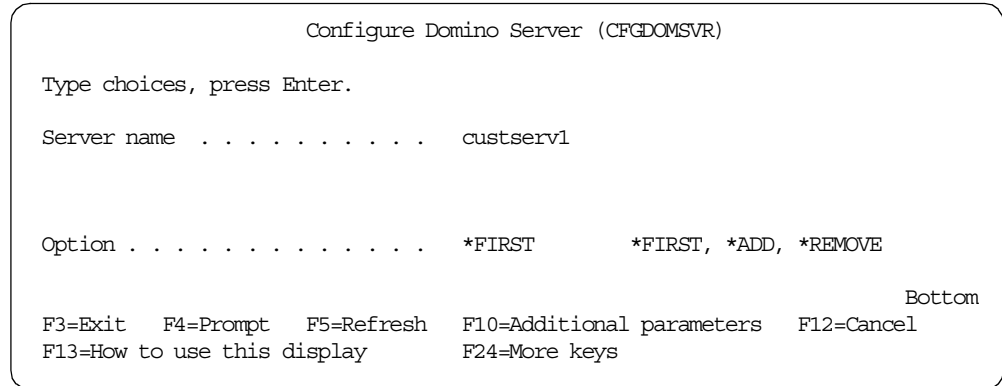 Configure Domino Server (CFGDOMSVR)
Type choices, press Enter.
Server name . . . . . . . . . . custserv1
Option . . . . . . . . . . . . . *FIRST *FIRST, *ADD, *REMOVE
Bottom
F3=Exit F4=Prompt F5=Refresh F10=Additional parameters F12=Cancel
F13=How to use this display F24=More keys